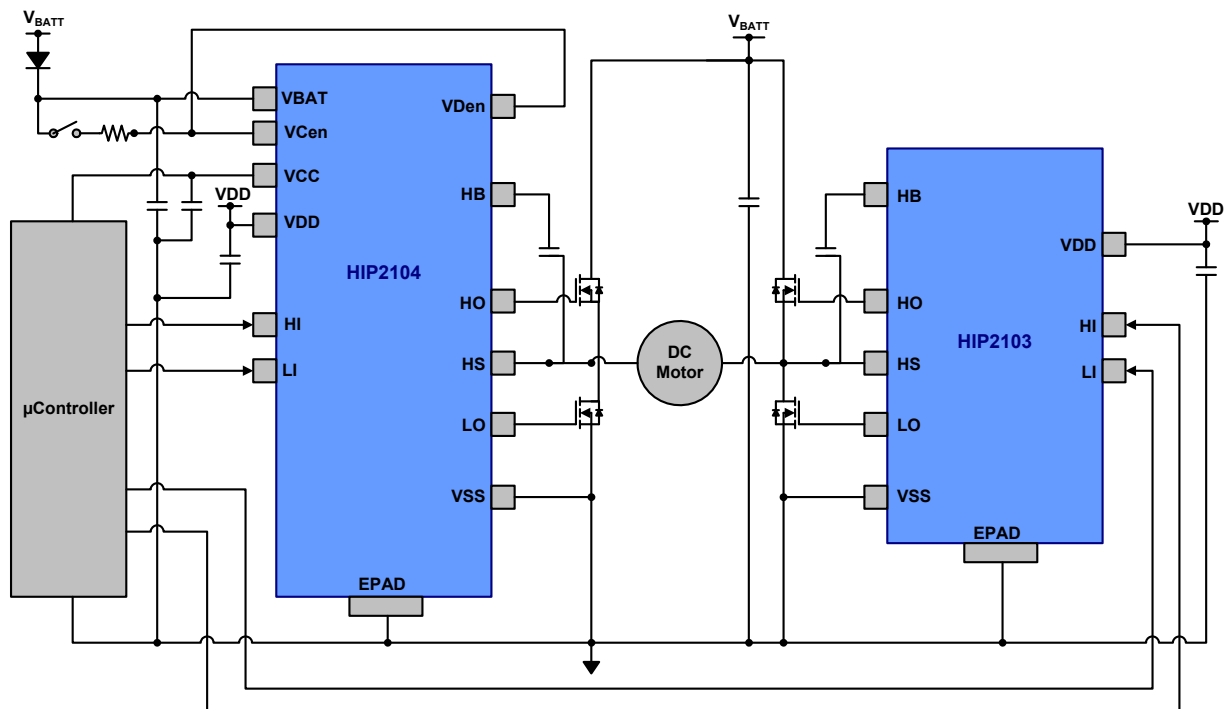 VBATT
VBATT
VBAT
VCen
VCC
VDD
VDD
HI
LI
HIP2104
VDen
HB
HO
HS
LO
VSS
EPAD
µController
DC
Motor
HB
HO
HS
LO
VSS
HIP2103
VDD
VDD
HI
LI
EPAD